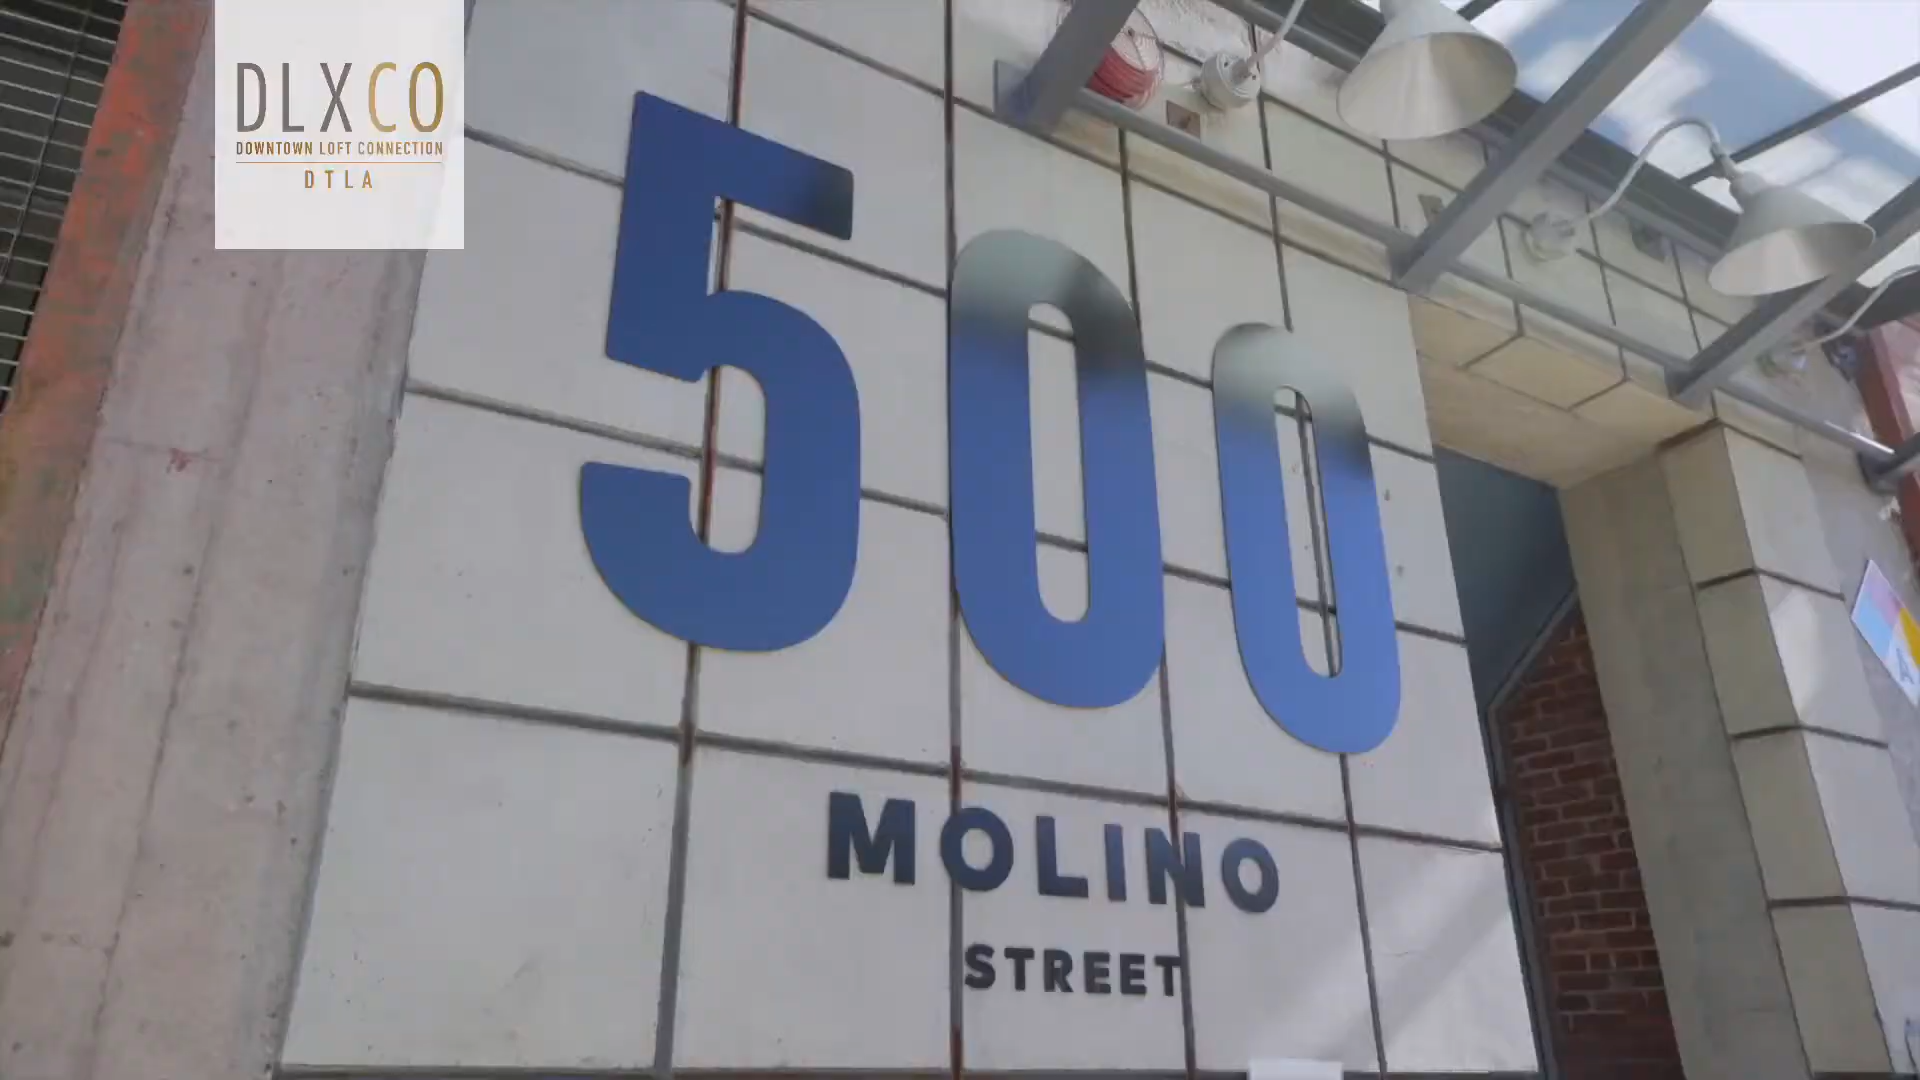 DLXCO
DOWNTOWN LOFT CONNECTION
DTLA
500
MOLINO
STREET